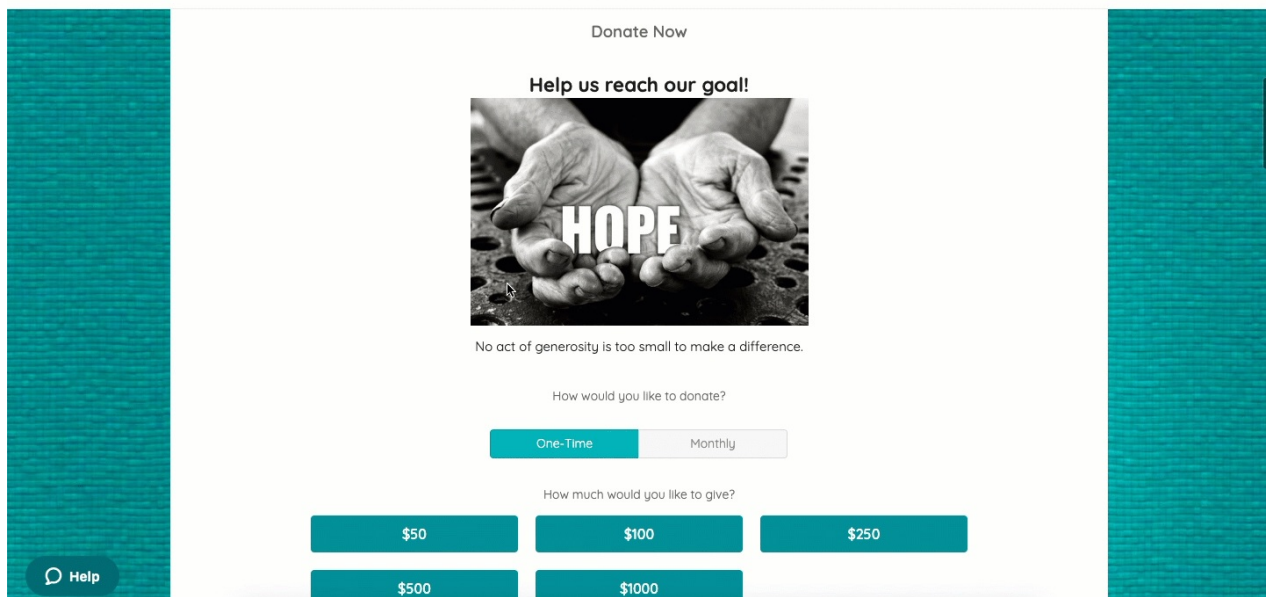 Donate Now
Help us reach our goal!
HOPE
No act of generosity is too small to make a difference.
How would you like to donate?
One-Time Monthly
How much would you like to give?
$50 $100 $250
$500 $1000
Help